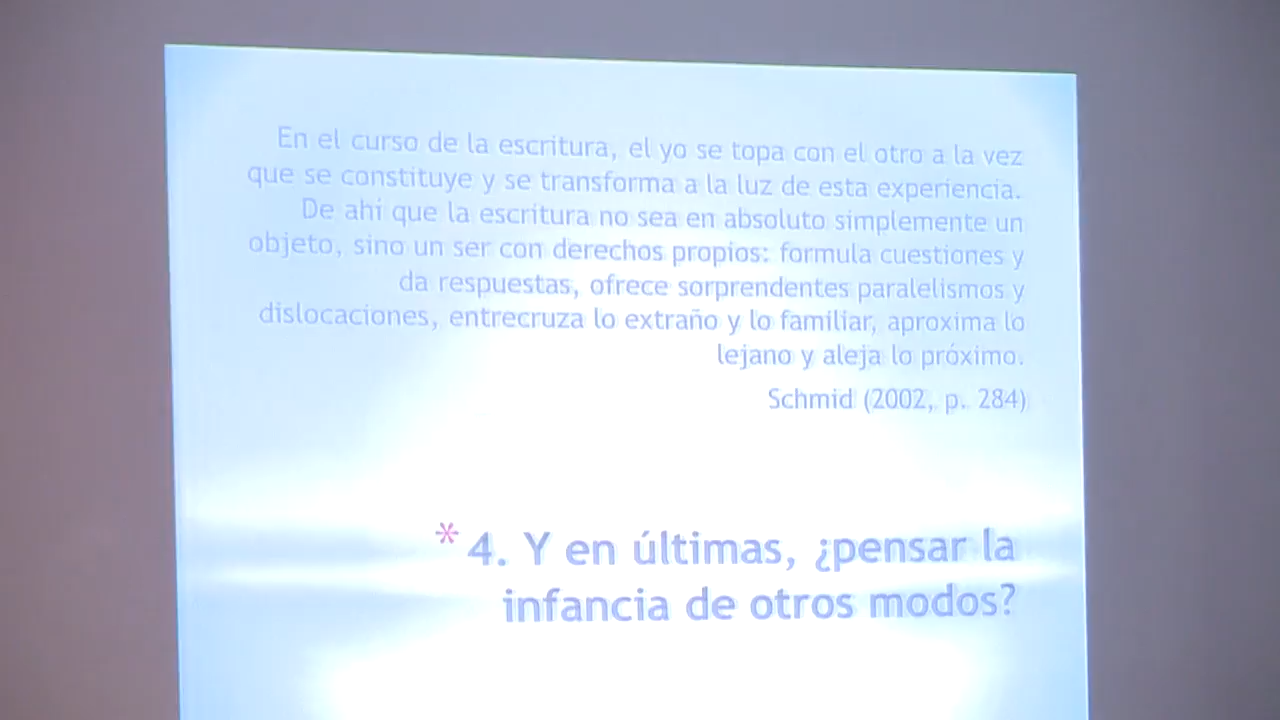 En el curso de la escritura, el yo se topa con el otro a la vez
que se constituye y se transforma a la luz de esta experiencia.
De ahí que la escritura no sea en absoluto simplemente un
objeto, sino un ser con derechos propios: formula cuestiones y
da respuestas, ofrece sorprendentes paralelismos y
dislocaciones, entrecruza lo extraño y lo familiar, aproxima lo
lejano y aleja lo próximo.
Schmid (2002, p. 284)
* 4. Y en últimas, ¿pensar la
infancia de otros modos?